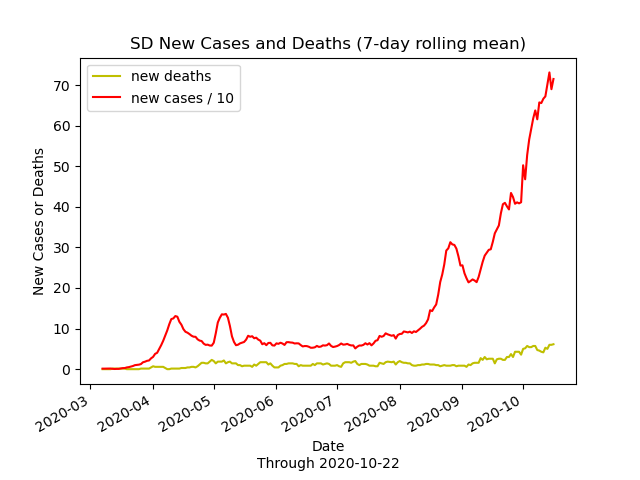 SD New Cases and Deaths (7-day rolling mean)
new deaths
new cases / 10
70
60
50
40
30
20
10
0
New Cases or Deaths
2020-03
2020-04
2020-05
2020-06
2020-07
2020-08
2020-09
2020-10
Date
Through 2020-10-22